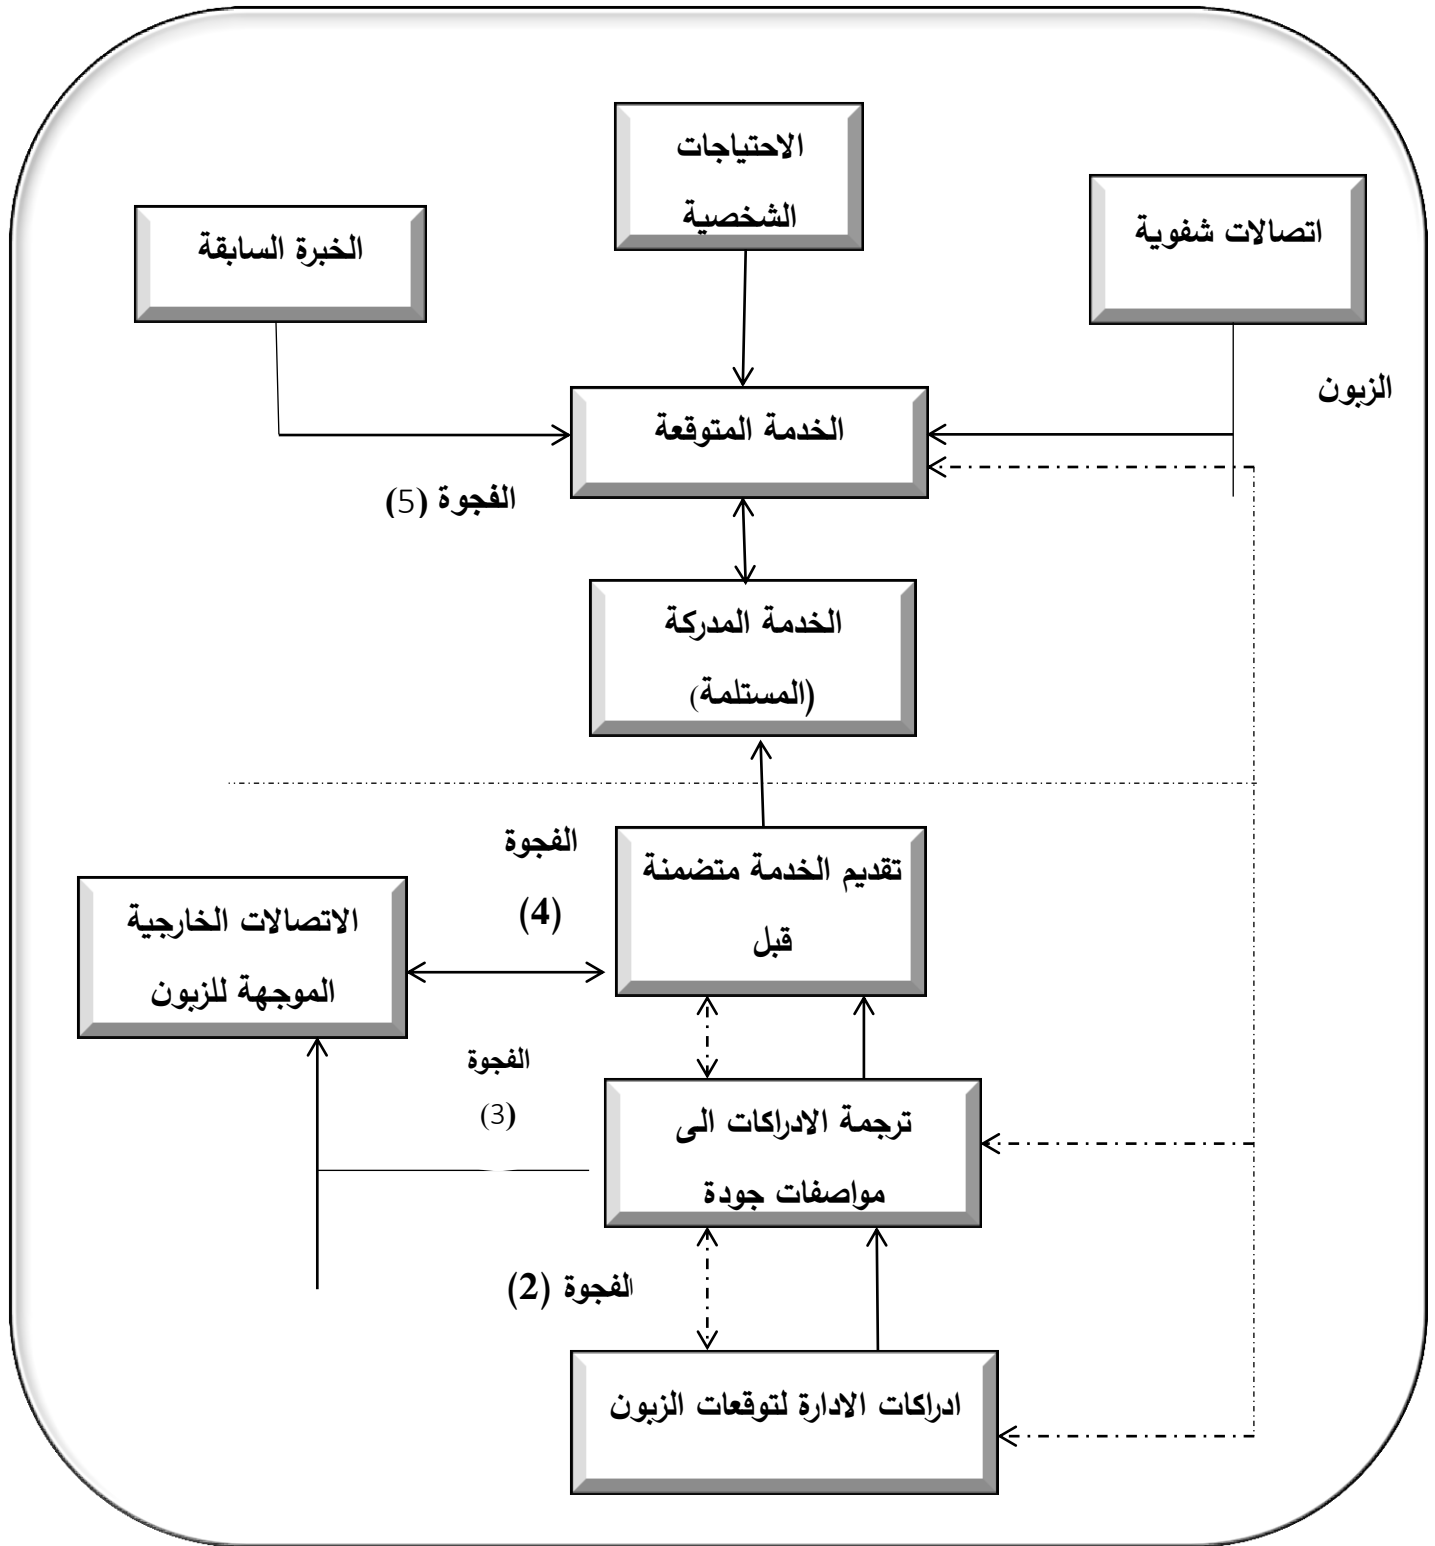 الاحتياجات
الشخصية
اتصالات شفوية
الخبرة السابقة
الزبون
الخدمة المتوقعة
الفجوة (5)
الخدمة المدركة
(المستلمة)
الفجوة
(4)
تقديم الخدمة متضمنة
قبل
الاتصالات الخارجية
الموجهة للزبون
الفجوة
(3)
ترجمة الادراكات الى
مواصفات جودة
الفجوة (2)
ادراكات الادارة لتوقعات الزبون